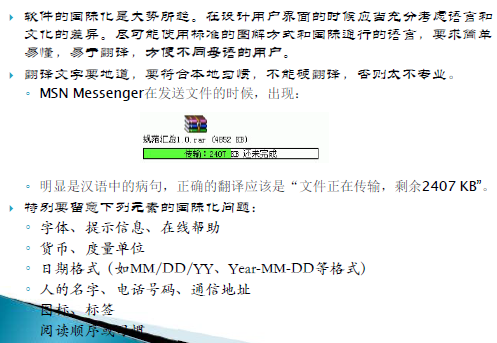 软件的国际化是大势所趋。在设计用户界面的时候应当充分考虑语言和
文化的差异。尽可能使用标准的图解方式和国际通行的语言，要求简单
易懂，易于翻译，方便不同母语的用户。
翻译文字要地道，要符合本地习惯，不能硬翻译，否则太不专业。
MSN Messenger在发送文件的时候，出现：
规范汇总1.0.rar (4852 KB)
传输：2407 KB 还未完成
明显是汉语中的病句，正确的翻译应该是“文件正在传输，剩余2407 KB”。
特别要留意下列元素的国际化问题：
字体、提示信息、在线帮助
货币、度量单位
日期格式（如MM/DD/YY、Year-MM-DD等格式）
人的名字、电话号码、通信地址
图标、标签
阅读顺序或习惯